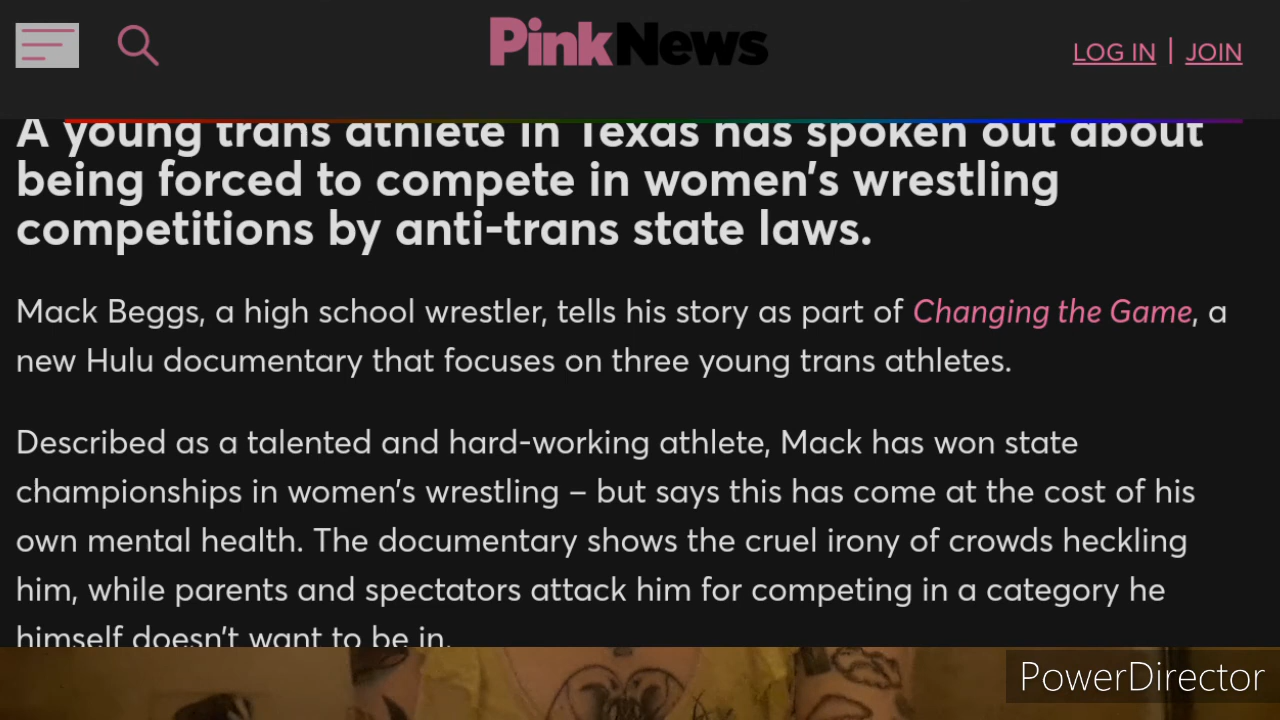 PinkNews
LOG IN | JOIN
A young trans athlete in Texas has spoken out about
being forced to compete in women’s wrestling
competitions by anti-trans state laws.
Mack Beggs, a high school wrestler, tells his story as part of Changing the Game, a
new Hulu documentary that focuses on three young trans athletes.
Described as a talented and hard-working athlete, Mack has won state
championships in women’s wrestling – but says this has come at the cost of his
own mental health. The documentary shows the cruel irony of crowds heckling
him, while parents and spectators attack him for competing in a category he
himself doesn’t want to be in.
PowerDirector